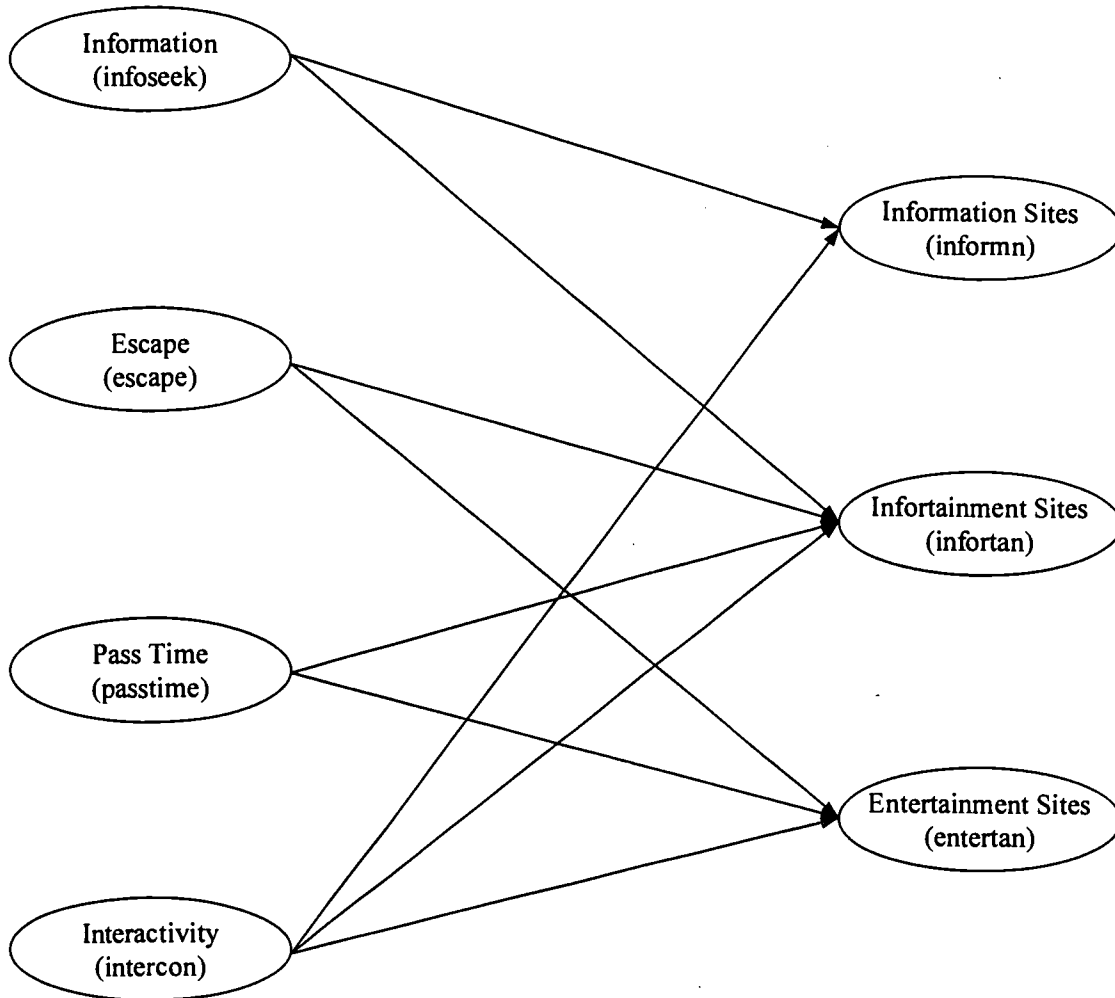 Information
(infoseek)
Information Sites
(informn)
Escape
(escape)
Infortainment Sites
(infortan)
Pass Time
(passtime)
Entertainment Sites
(entertan)
Interactivity
(intercon)